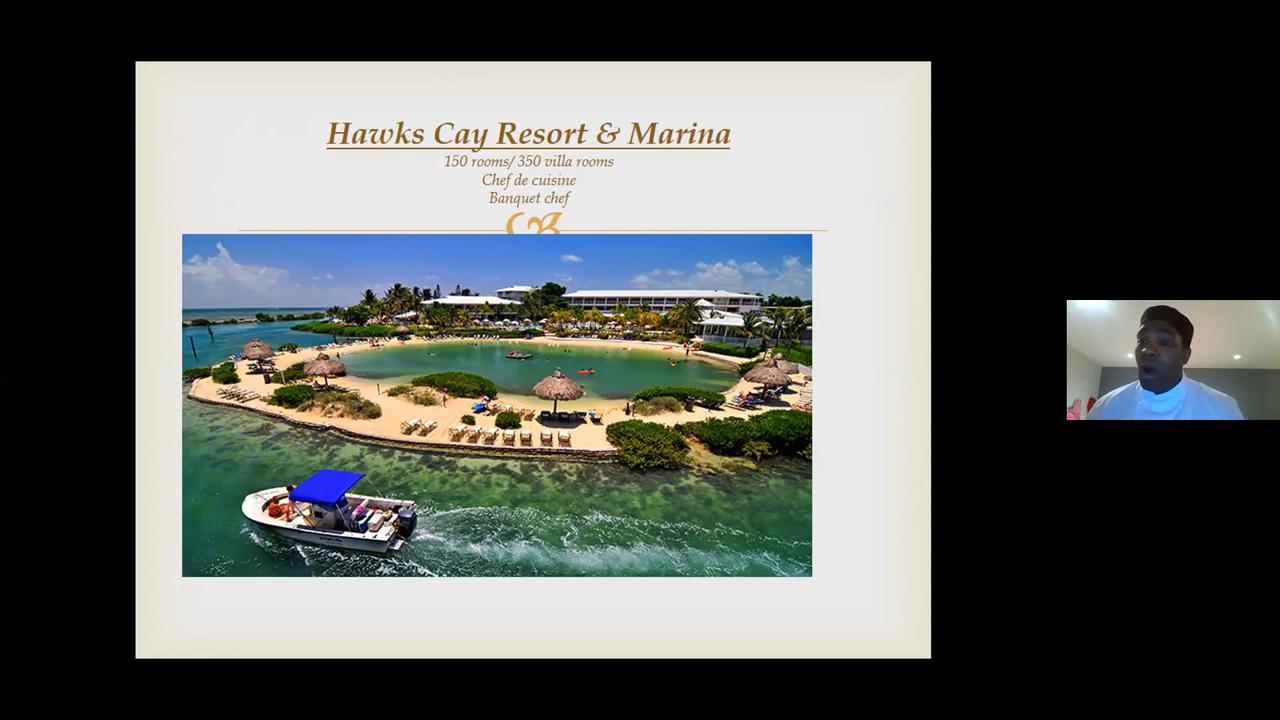 Hawks Cay Resort & Marina
150 rooms/ 350 villa rooms
Chef de cuisine
Banquet chef